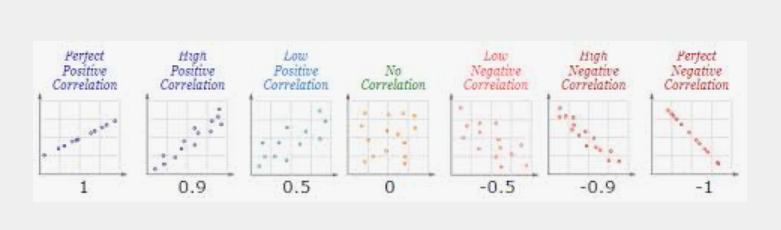 Perfect
Positive
Correlation
High
Positive
Correlation
Low
Positive
Correlation
No
Correlation
Low
Negative
Correlation
High
Negative
Correlation
Perfect
Negative
Correlation
1
0.9
0.5
0
-0.5
-0.9
-1